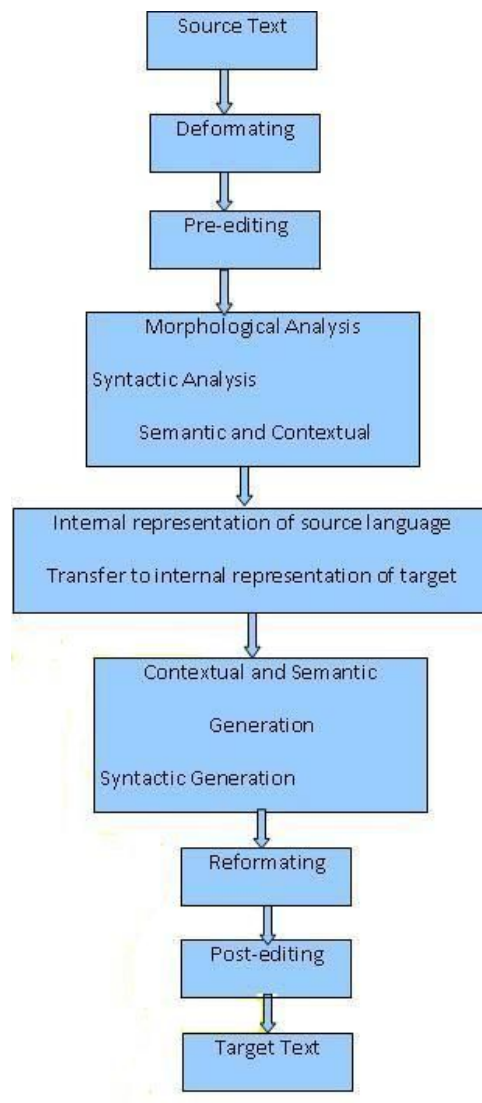 Source Text
Deformating
Pre-editing
Morphological Analysis
Syntactic Analysis
Semantic and Contextual
Internal representation of source language
Transfer to internal representation of target
Contextual and Semantic
Generation
Syntactic Generation
Reformating
Post-editing
Target Text